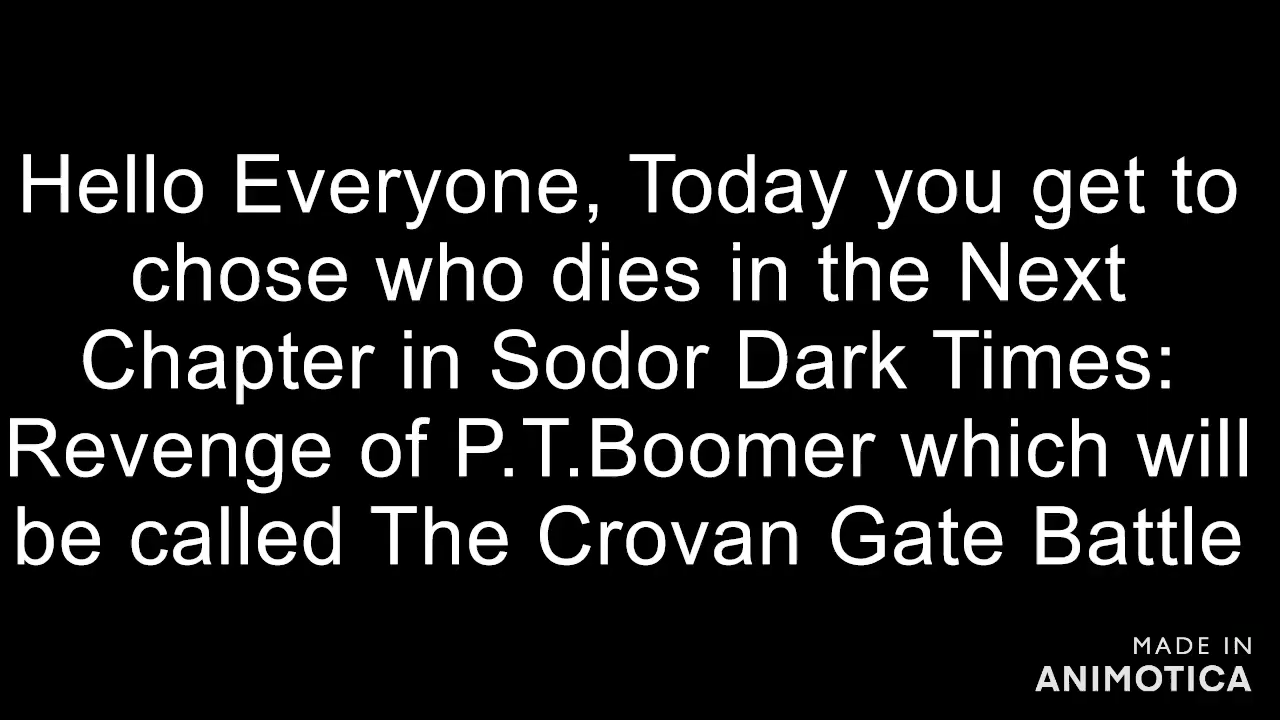 Hello Everyone, Today you get to
chose who dies in the Next
Chapter in Sodor Dark Times:
Revenge of P.T.Boomer which will
be called The Crovan Gate Battle
MADE IN
ANIMOTICA